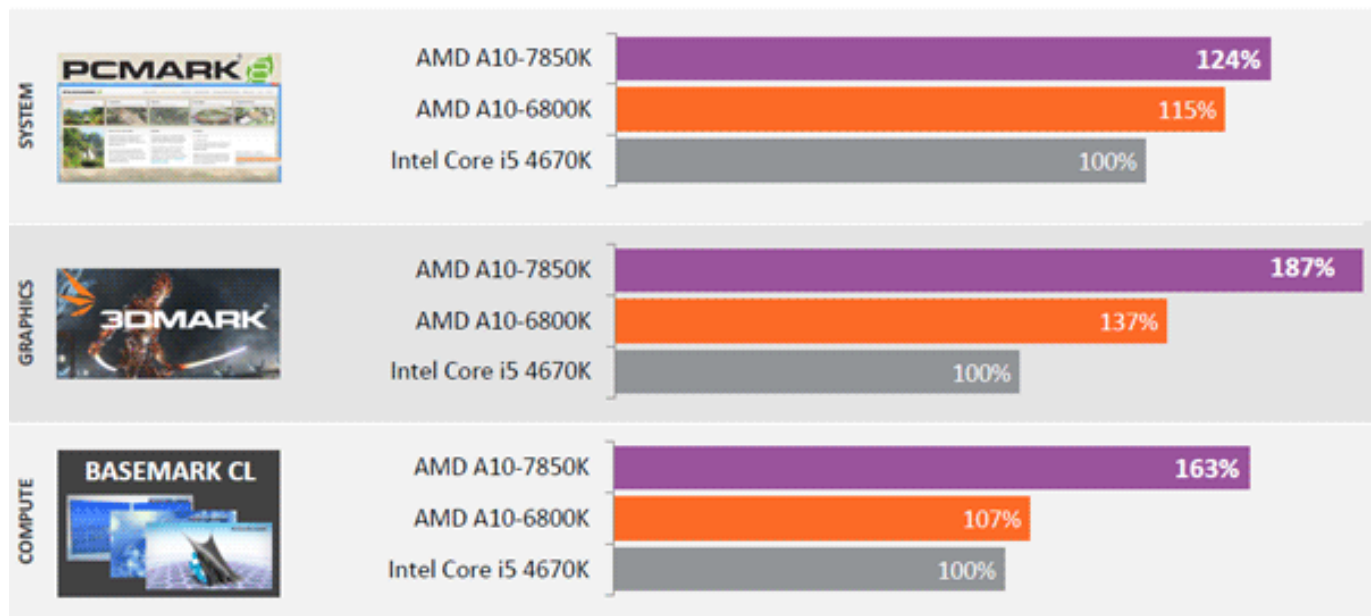 SYSTEM
PCMARK 8
AMD A10-7850K 124%
AMD A10-6800K 115%
Intel Core i5 4670K 100%
GRAPHICS
3DMARK
AMD A10-7850K 187%
AMD A10-6800K 137%
Intel Core i5 4670K 100%
COMPUTE
BASEMARK CL
AMD A10-7850K 163%
AMD A10-6800K 107%
Intel Core i5 4670K 100%